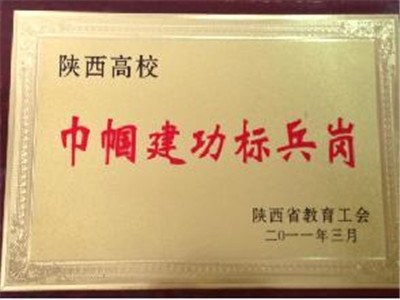 陕西高校
巾帼建功标兵岗
陕西省教育工会
二〇一一年三月